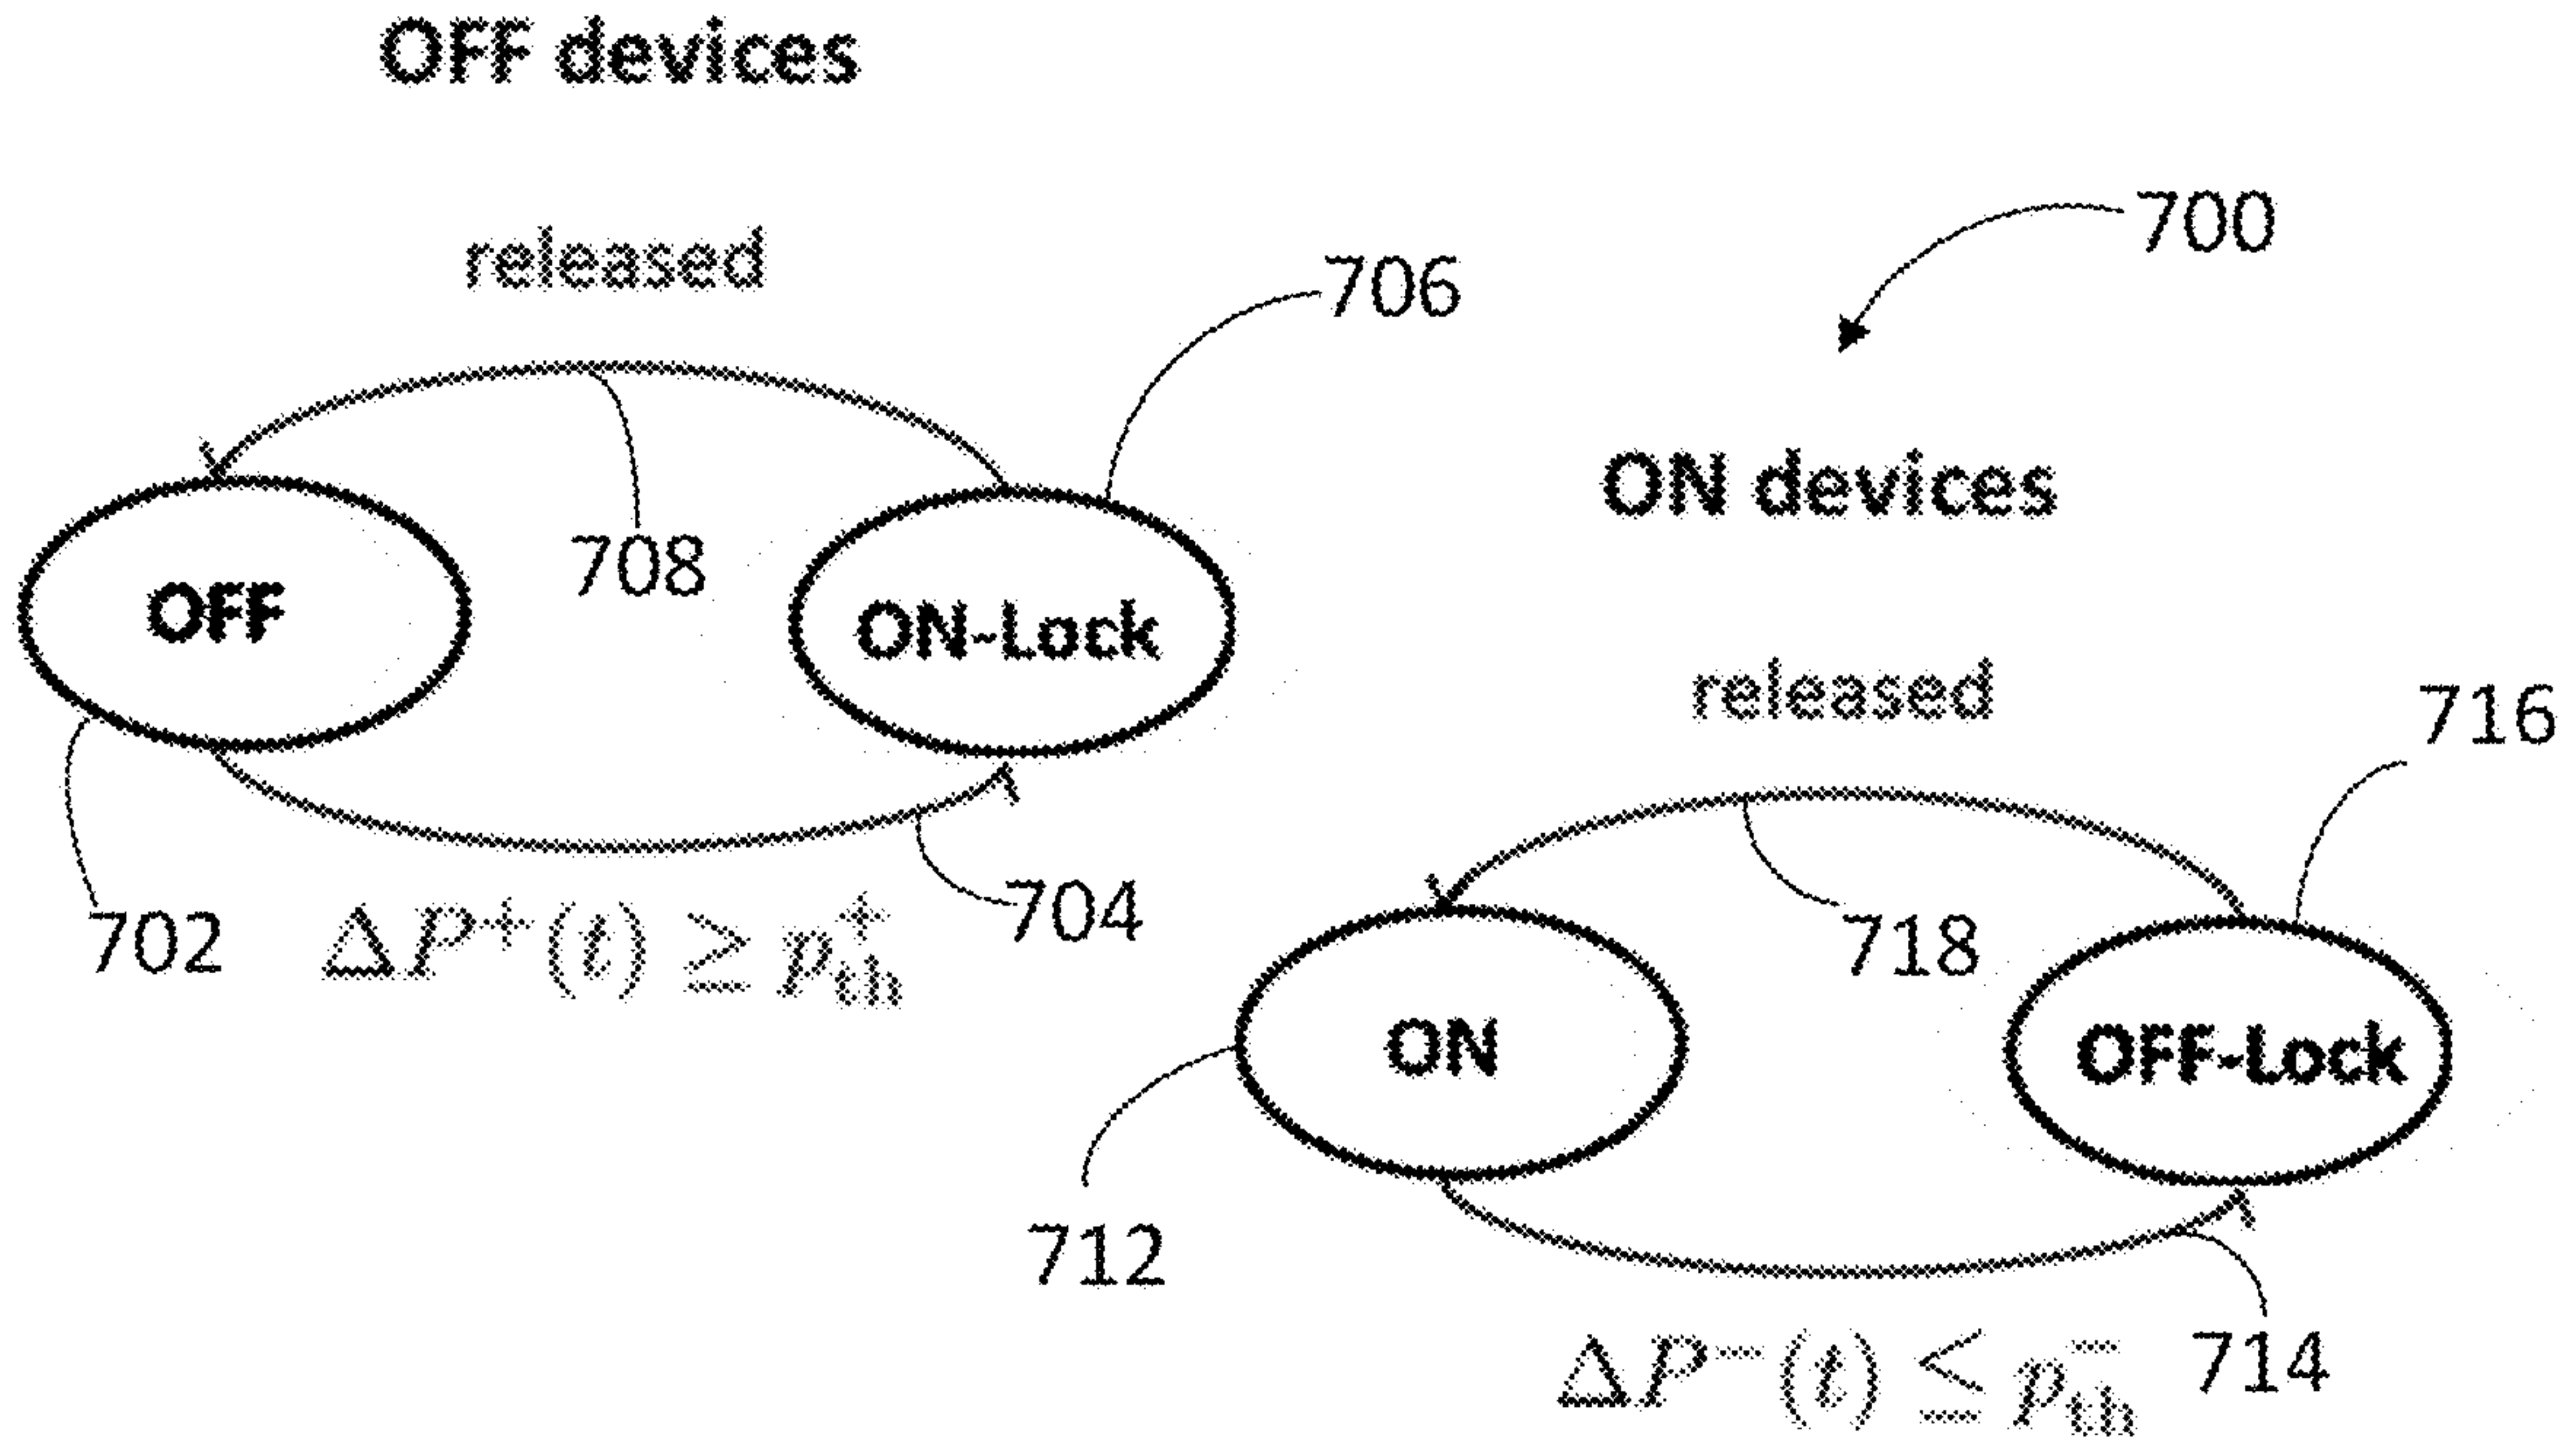 OFF devices
released
700
706
ON devices
708
OFF
ON-Lock
released
716
702
ΔP⁺(t) ≥ p⁺ₜₕ
704
718
ON
OFF-Lock
712
ΔP⁻(t) ≤ p⁻ₜₕ
714